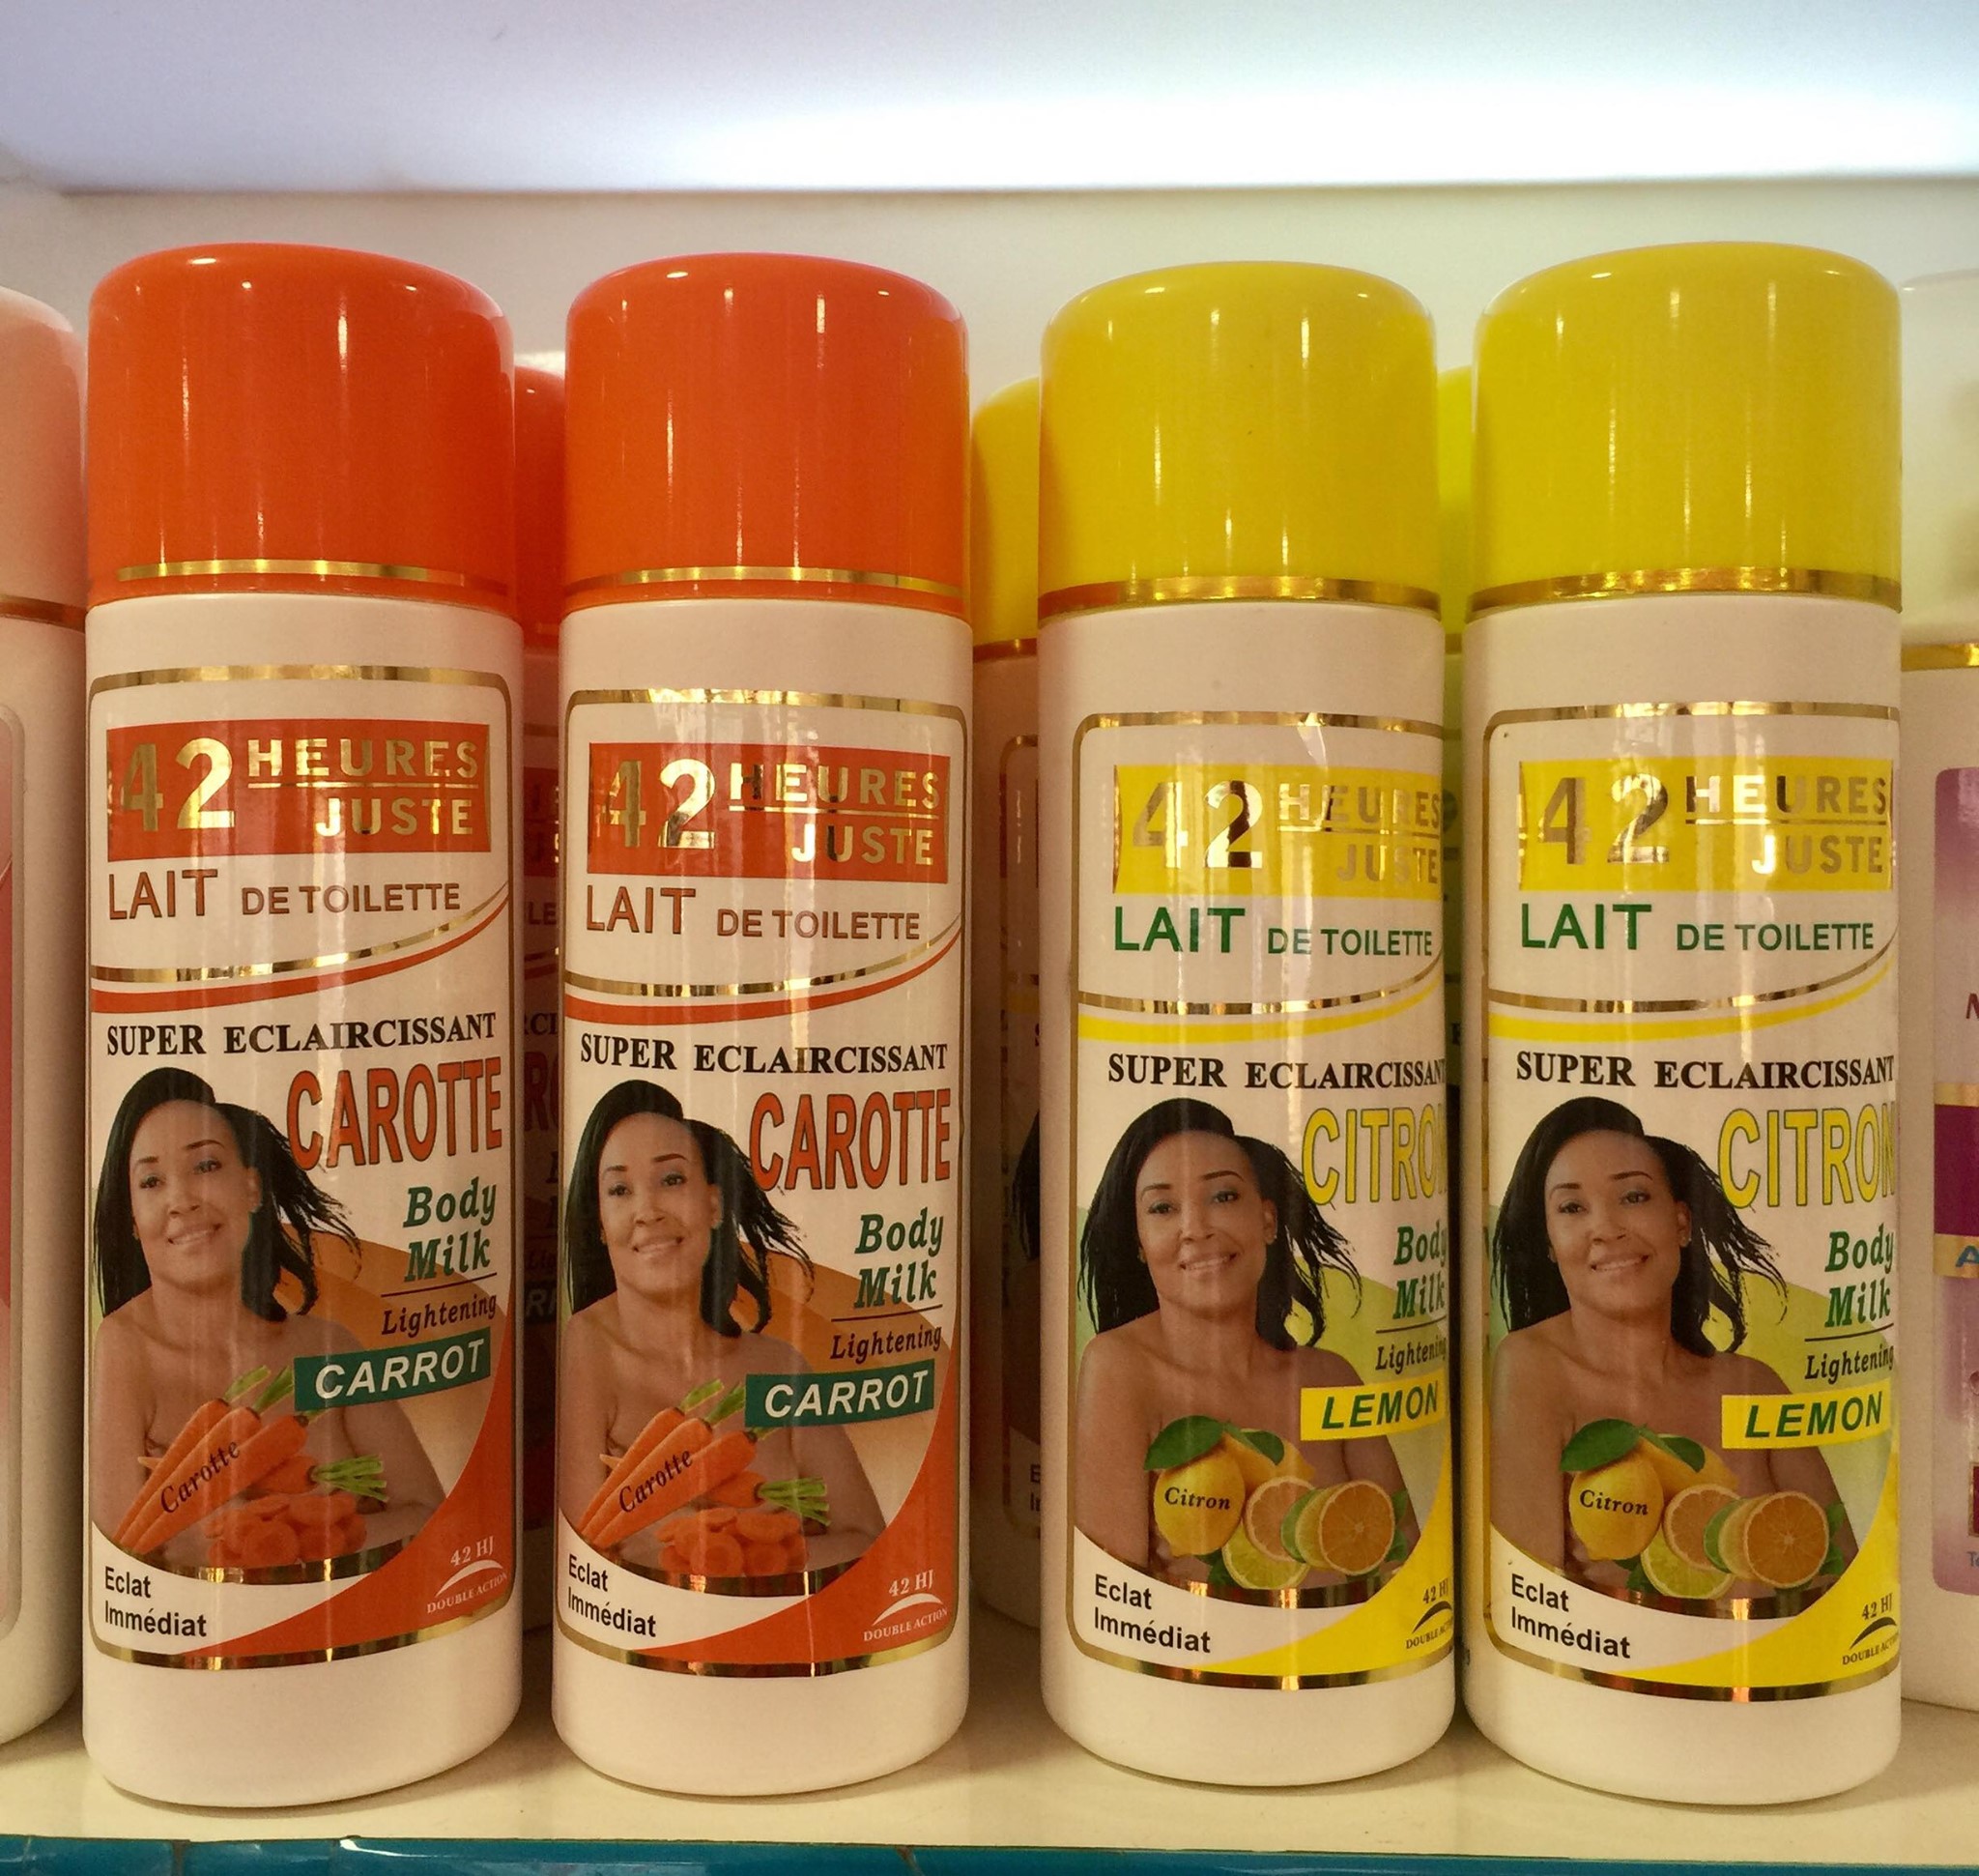 42 HEURES
JUSTE
LAIT DE TOILETTE
SUPER ECLAIRCISSANT
CAROTTE
Body
Milk
Lightening
CARROT
Carotte
Eclat
Immédiat
42 HJ
DOUBLE ACTION
42 HEURES
JUSTE
LAIT DE TOILETTE
SUPER ECLAIRCISSANT
CAROTTE
Body
Milk
Lightening
CARROT
Carotte
Eclat
Immédiat
42 HJ
DOUBLE ACTION
42 HEURES
JUSTE
LAIT DE TOILETTE
SUPER ECLAIRCISSANT
CITRON
Body
Milk
Lightening
LEMON
Citron
Eclat
Immédiat
42 HJ
DOUBLE
42 HEURES
JUSTE
LAIT DE TOILETTE
SUPER ECLAIRCISSANT
CITRON
Body
Milk
Lightening
LEMON
Citron
Eclat
Immédiat
42 HJ
DOUBLE